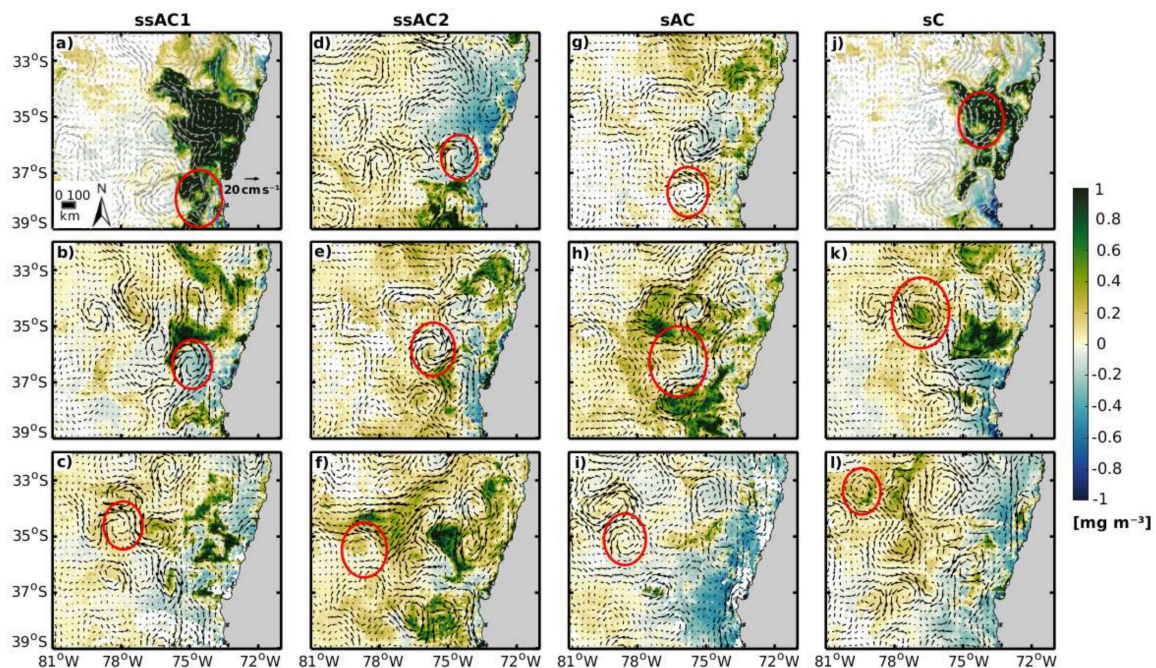 ssAC1 ssAC2 sAC sC
a) d) g) j)
33°S
35°S
37°S
39°S
0 100
km
N
20 cm s⁻¹
b) e) h) k)
33°S
35°S
37°S
39°S
c) f) i) l)
33°S
35°S
37°S
39°S
81°W 78°W 75°W 72°W 81°W 78°W 75°W 72°W 81°W 78°W 75°W 72°W 81°W 78°W 75°W 72°W
1
0.8
0.6
0.4
0.2
0
-0.2
-0.4
-0.6
-0.8
-1
[mg m⁻³]